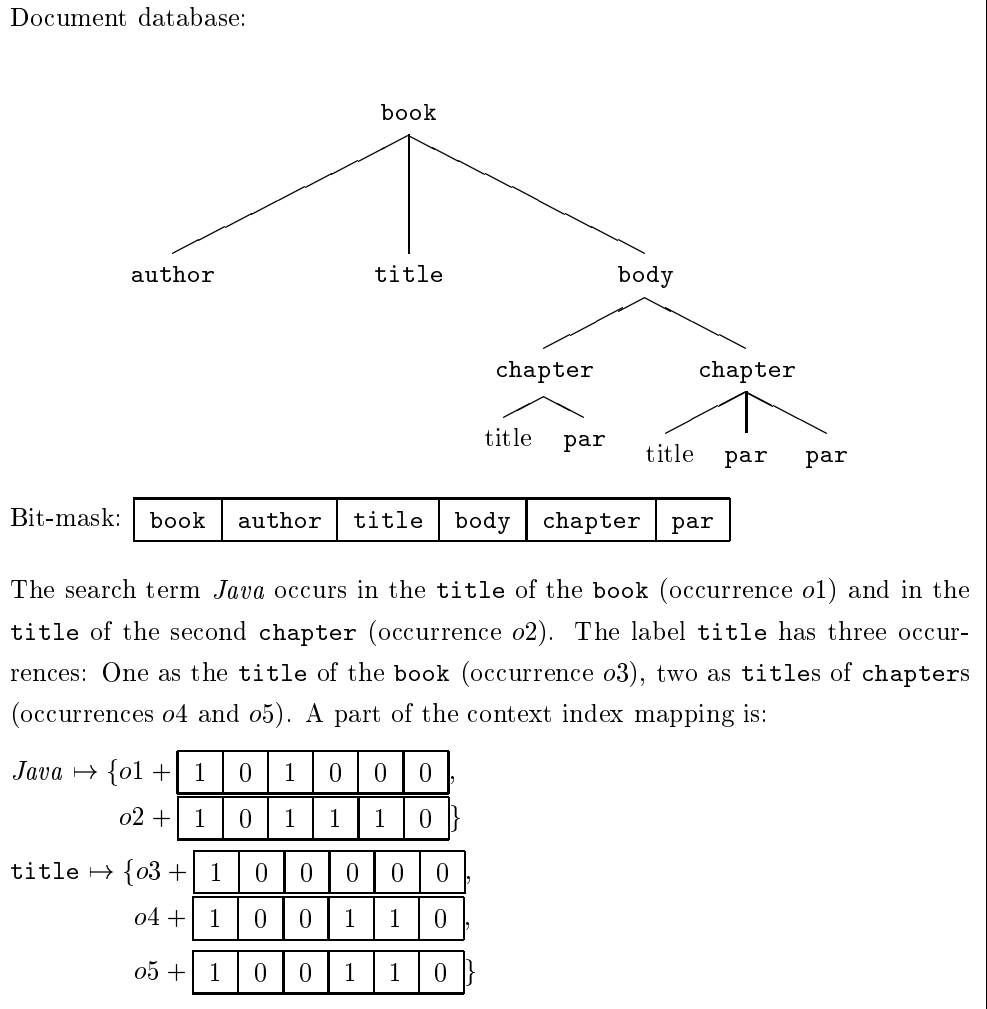 Document database:
book
author title body
chapter chapter
title par title par par
Bit-mask: book author title body chapter par
The search term Java occurs in the title of the book (occurrence o1) and in the
title of the second chapter (occurrence o2). The label title has three occur-
rences: One as the title of the book (occurrence o3), two as titles of chapters
(occurrences o4 and o5). A part of the context index mapping is:
Java ↦ {o1 + 1 0 1 0 0 0,
o2 + 1 0 1 1 1 0}
title ↦ {o3 + 1 0 0 0 0 0,
o4 + 1 0 0 1 1 0,
o5 + 1 0 0 1 1 0}